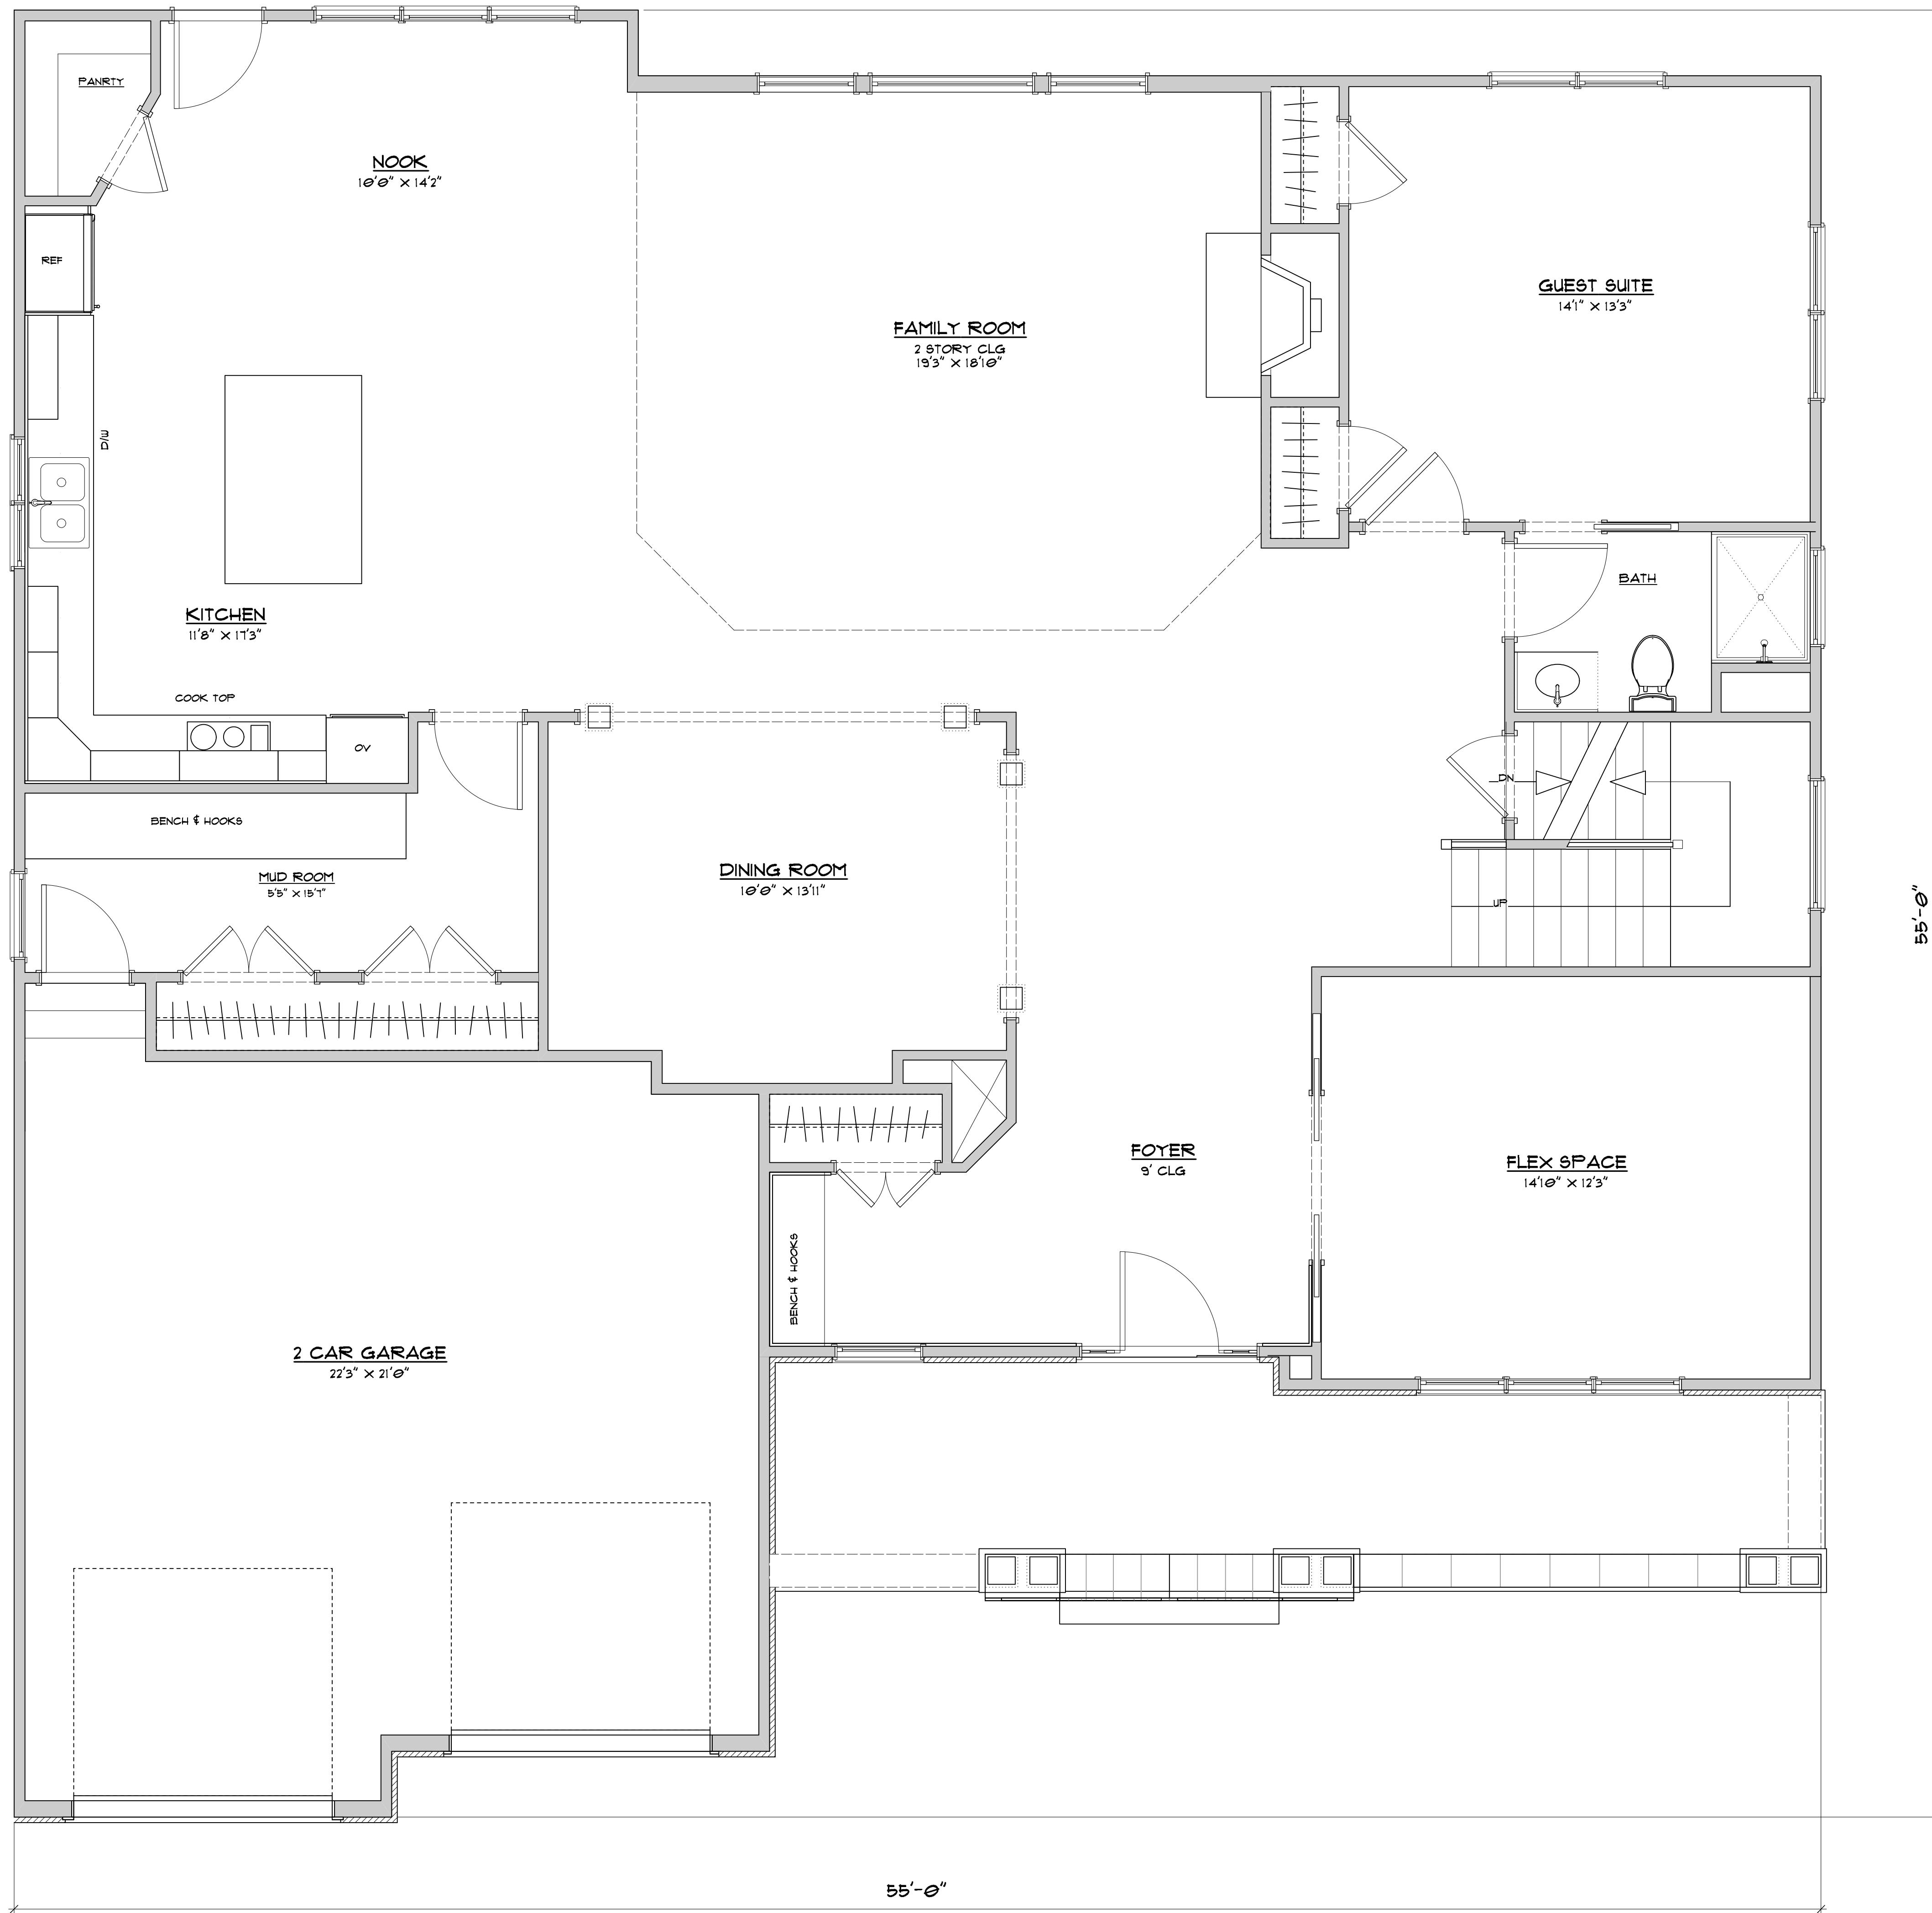 PANRTY
NOOK
10'0" X 14'2"
REF
GUEST SUITE
14'1" X 13'3"
FAMILY ROOM
2 STORY CLG
19'3" X 18'10"
D/W
BATH
KITCHEN
11'8" X 17'3"
COOK TOP
OV
DN
BENCH & HOOKS
MUD ROOM
5'5" X 15'7"
DINING ROOM
10'0" X 13'11"
UP
55'-0"
FOYER
9' CLG
FLEX SPACE
14'10" X 12'3"
BENCH & HOOKS
2 CAR GARAGE
22'3" X 21'0"
55'-0"